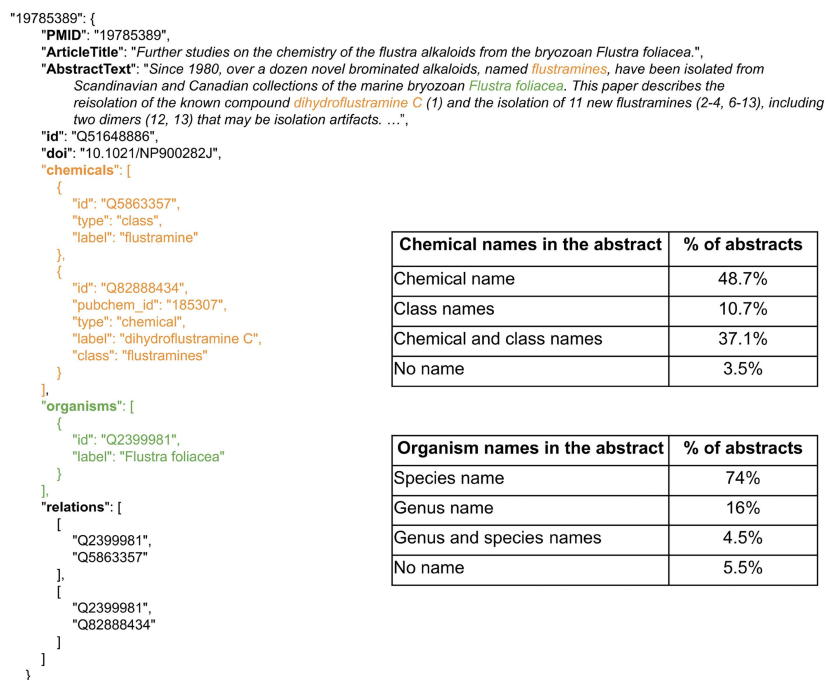 "19785389": {
"PMID": "19785389",
"ArticleTitle": "Further studies on the chemistry of the flustra alkaloids from the bryozoan Flustra foliacea.",
"AbstractText": "Since 1980, over a dozen novel brominated alkaloids, named flustramines, have been isolated from
Scandinavian and Canadian collections of the marine bryozoan Flustra foliacea. This paper describes the
reisolation of the known compound dihydroflustramine C (1) and the isolation of 11 new flustramines (2-4, 6-13), including
two dimers (12, 13) that may be isolation artifacts. …",
"id": "Q51648886",
"doi": "10.1021/NP900282J",
"chemicals": [
{
"id": "Q5863357",
"type": "class",
"label": "flustramine"
},
{
"id": "Q82888434",
"pubchem_id": "185307",
"type": "chemical",
"label": "dihydroflustramine C",
"class": "flustramines"
}
],
"organisms": [
{
"id": "Q2399981",
"label": "Flustra foliacea"
}
],
"relations": [
[
"Q2399981",
"Q5863357"
],
[
"Q2399981",
"Q82888434"
]
]
}
Chemical names in the abstract % of abstracts
Chemical name 48.7%
Class names 10.7%
Chemical and class names 37.1%
No name 3.5%
Organism names in the abstract % of abstracts
Species name 74%
Genus name 16%
Genus and species names 4.5%
No name 5.5%